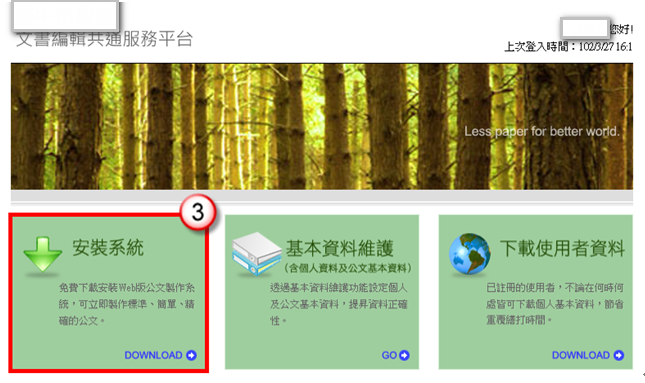 文書編輯共通服務平台
您好!
上次登入時間：102/3/27 16:1
Less paper for better world.
3
安裝系統
免費下載安裝Web版公文製作系
統，可立即製作標準、簡單、精
確的公文。
DOWNLOAD
基本資料維護
(含個人資料及公文基本資料)
透過基本資料維護功能設定個人
及公文基本資料，提昇資料正確
性。
GO
下載使用者資料
已註冊的使用者，不論在何時何
處皆可下載個人基本資料，節省
重覆繕打時間。
DOWNLOAD